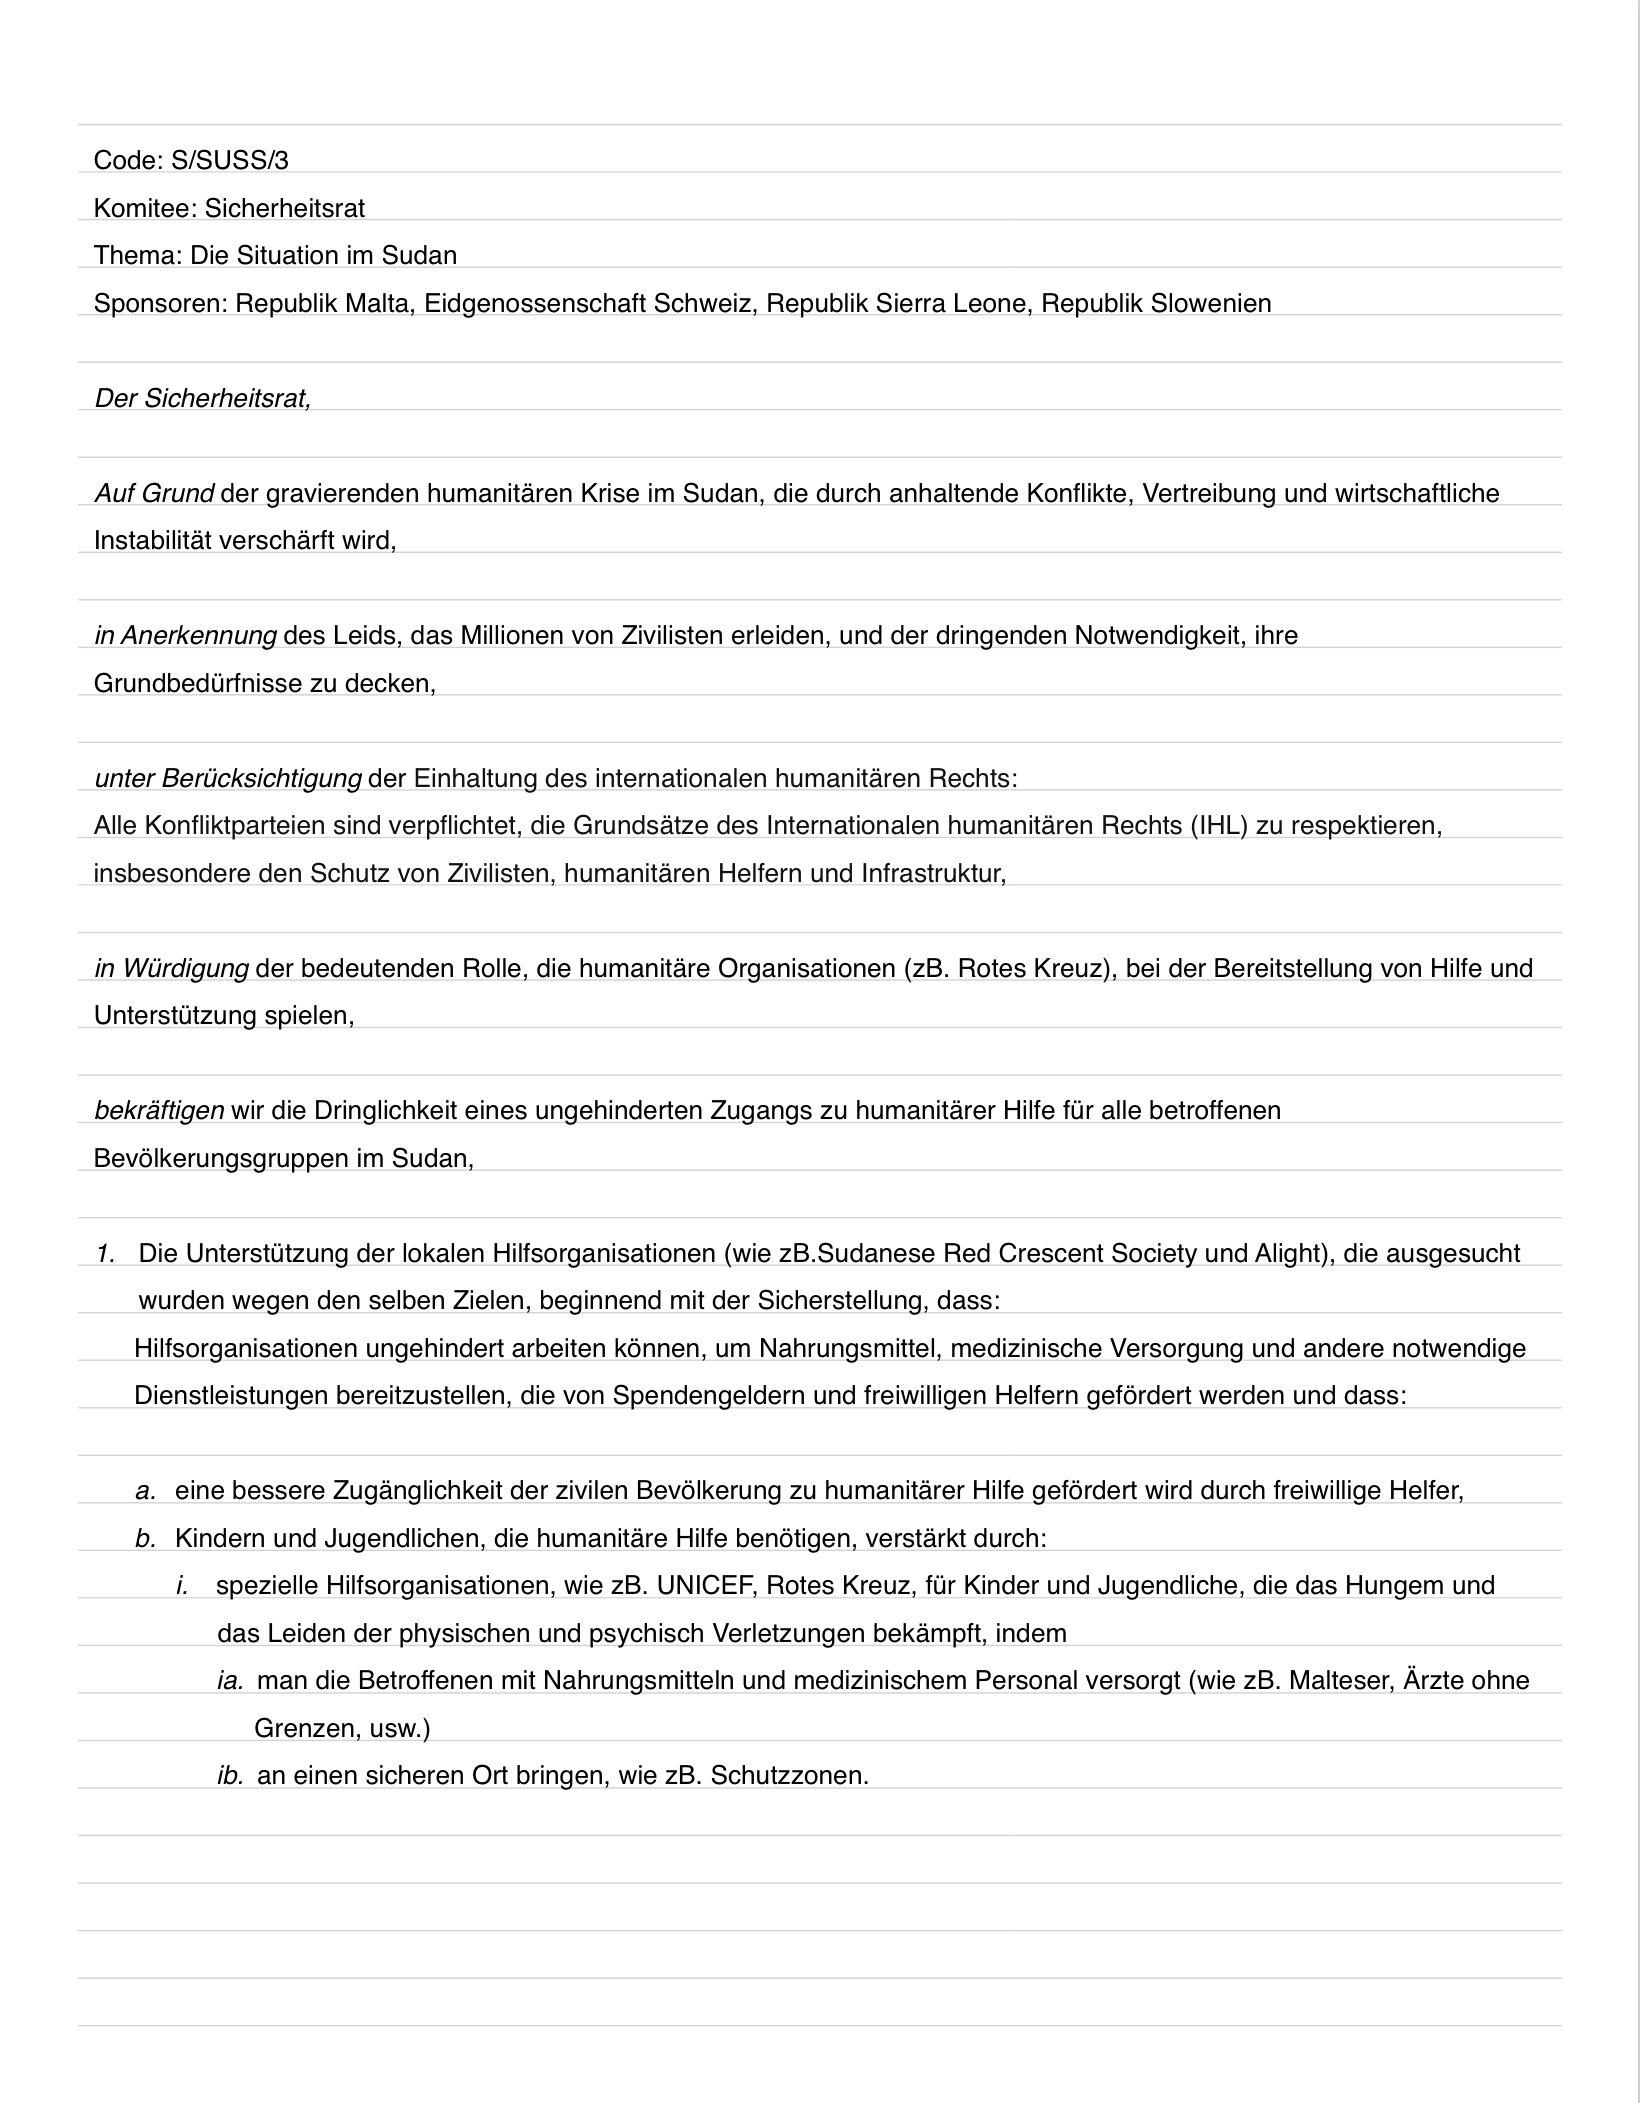 Code: S/SUSS/3
Komitee: Sicherheitsrat
Thema: Die Situation im Sudan
Sponsoren: Republik Malta, Eidgenossenschaft Schweiz, Republik Sierra Leone, Republik Slowenien
Der Sicherheitsrat,
Auf Grund der gravierenden humanitären Krise im Sudan, die durch anhaltende Konflikte, Vertreibung und wirtschaftliche
Instabilität verschärft wird,
in Anerkennung des Leids, das Millionen von Zivilisten erleiden, und der dringenden Notwendigkeit, ihre
Grundbedürfnisse zu decken,
unter Berücksichtigung der Einhaltung des internationalen humanitären Rechts:
Alle Konfliktparteien sind verpflichtet, die Grundsätze des Internationalen humanitären Rechts (IHL) zu respektieren,
insbesondere den Schutz von Zivilisten, humanitären Helfern und Infrastruktur,
in Würdigung der bedeutenden Rolle, die humanitäre Organisationen (zB. Rotes Kreuz), bei der Bereitstellung von Hilfe und
Unterstützung spielen,
bekräftigen wir die Dringlichkeit eines ungehinderten Zugangs zu humanitärer Hilfe für alle betroffenen
Bevölkerungsgruppen im Sudan,
1. Die Unterstützung der lokalen Hilfsorganisationen (wie zB.Sudanese Red Crescent Society und Alight), die ausgesucht
wurden wegen den selben Zielen, beginnend mit der Sicherstellung, dass:
Hilfsorganisationen ungehindert arbeiten können, um Nahrungsmittel, medizinische Versorgung und andere notwendige
Dienstleistungen bereitzustellen, die von Spendengeldern und freiwilligen Helfern gefördert werden und dass:
a. eine bessere Zugänglichkeit der zivilen Bevölkerung zu humanitärer Hilfe gefördert wird durch freiwillige Helfer,
b. Kindern und Jugendlichen, die humanitäre Hilfe benötigen, verstärkt durch:
i. spezielle Hilfsorganisationen, wie zB. UNICEF, Rotes Kreuz, für Kinder und Jugendliche, die das Hungem und
das Leiden der physischen und psychisch Verletzungen bekämpft, indem
ia. man die Betroffenen mit Nahrungsmitteln und medizinischem Personal versorgt (wie zB. Malteser, Ärzte ohne
Grenzen, usw.)
ib. an einen sicheren Ort bringen, wie zB. Schutzzonen.